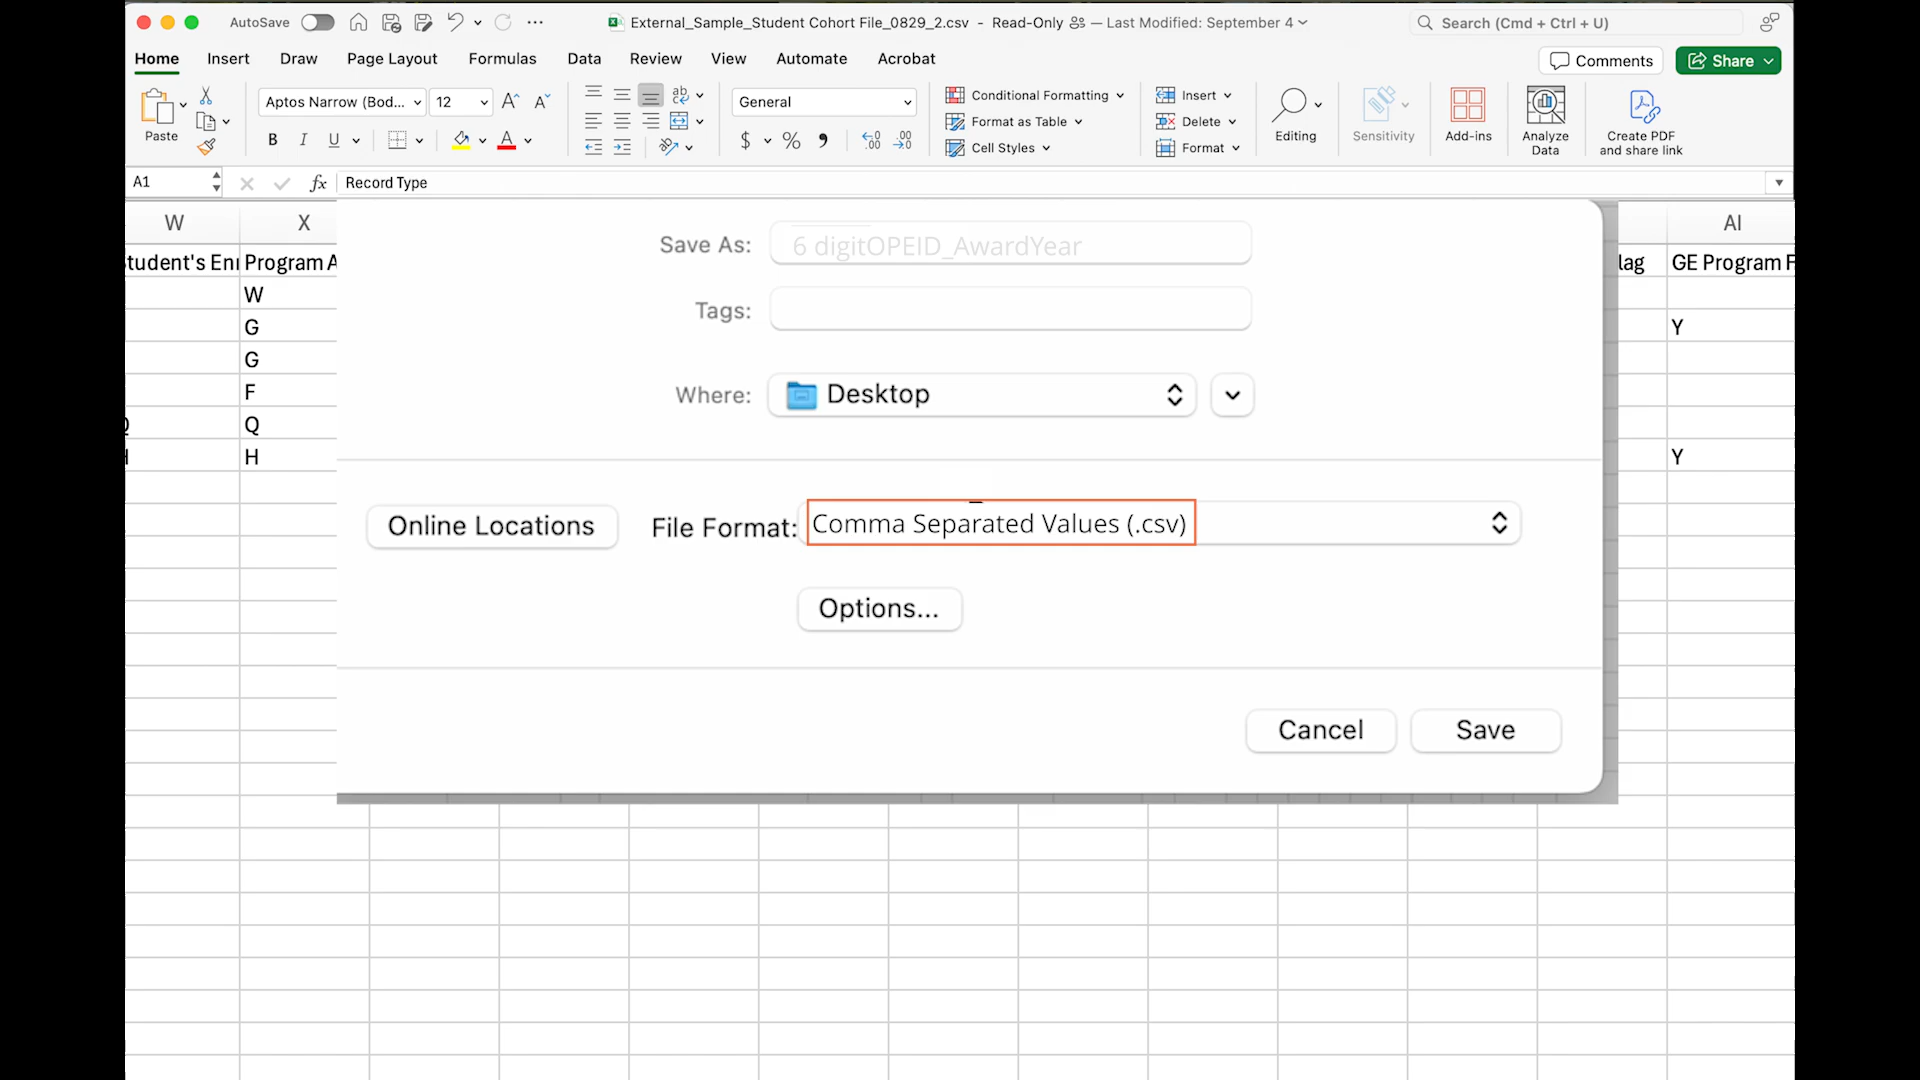 AutoSave
External_Sample_Student Cohort File_0829_2.csv - Read-Only — Last Modified: September 4
Search (Cmd + Ctrl + U)
Home Insert Draw Page Layout Formulas Data Review View Automate Acrobat
Comments
Share
Paste
Aptos Narrow (Bod... 12
B I U
General
$ %
Conditional Formatting
Format as Table
Cell Styles
Insert
Delete
Format
Editing
Sensitivity
Add-ins
Analyze
Data
Create PDF
and share link
A1 fx Record Type
W X AI
tudent's Enr Program A lag GE Program F
W
G Y
G
F
Q
H Y
Save As: 6 digitOPEID_AwardYear
Tags:
Where: Desktop
Online Locations File Format: Comma Separated Values (.csv)
Options...
Cancel Save